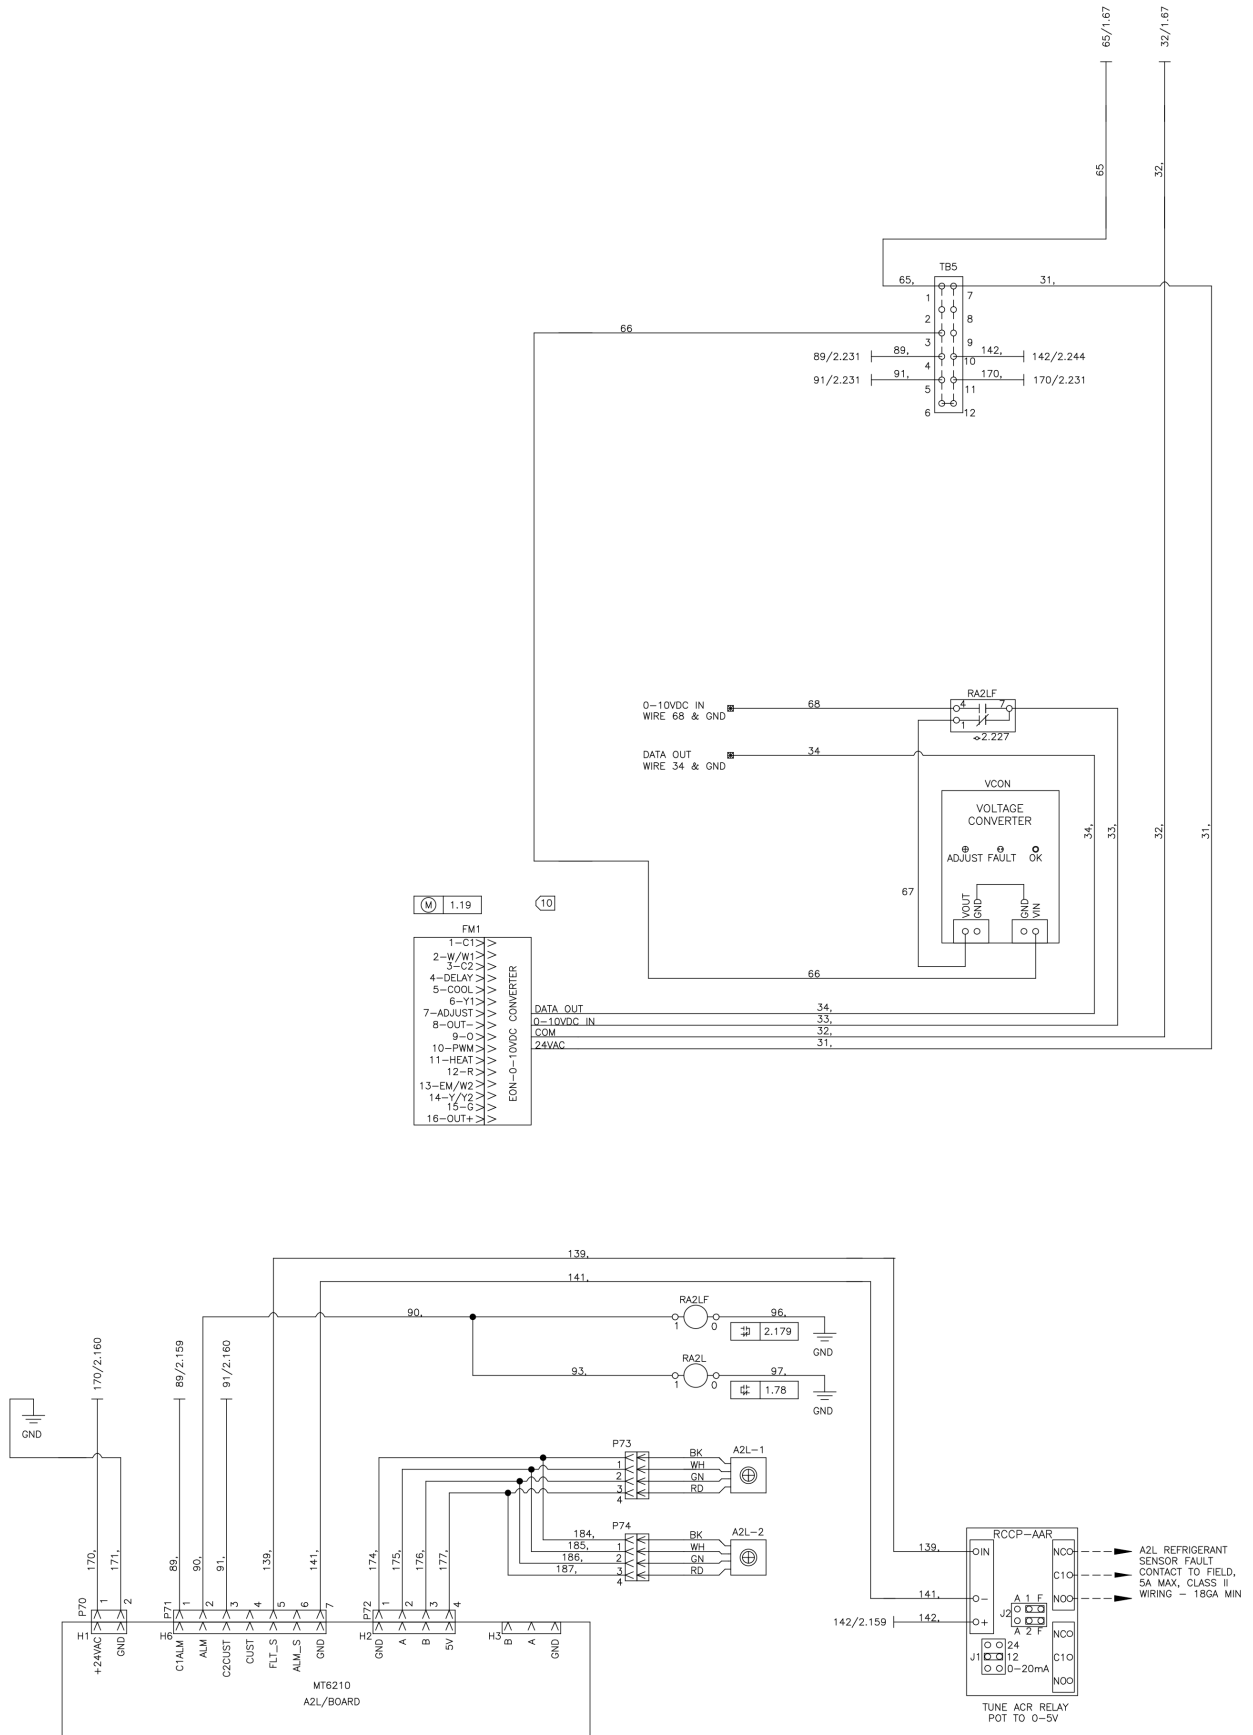 65/1.67
32/1.67
65
32,
TB5
65,
31,
1
7
2
8
66
3
9
89/2.231
89,
142,
142/2.244
4
10
91/2.231
91,
170,
170/2.231
5
11
6
12
0-10VDC IN
WIRE 68 & GND
68
RA2LF
4
7
1
2.227
DATA OUT
WIRE 34 & GND
34
VCON
VOLTAGE
CONVERTER
ADJUST FAULT OK
34,
33,
32,
31,
67
VOUT
GND
GND
VIN
66
M 1.19
10
FM1
1-C1
2-W/W1
3-C2
4-DELAY
5-COOL
6-Y1
7-ADJUST
8-OUT-
9-O
10-PWM
11-HEAT
12-R
13-EM/W2
14-Y/Y2
15-G
16-OUT+
EON-0-10VDC CONVERTER
DATA OUT
34,
0-10VDC IN
33,
COM
32,
24VAC
31,
139,
141,
90,
RA2LF
1
0
96,
2.179
GND
93,
RA2L
1
0
97,
1.78
GND
GND
170/2.160
89/2.159
91/2.160
P73
1
2
3
4
BK
WH
GN
RD
A2L-1
184,
185,
186,
187,
P74
1
2
3
4
BK
WH
GN
RD
A2L-2
170,
171,
89,
90,
91,
139,
141,
174,
175,
176,
177,
P70
1
2
P71
1
2
3
4
5
6
7
P72
1
2
3
4
H1
H6
H2
H3
+24VAC
GND
C1ALM
ALM
C2CUST
CUST
FLT_S
ALM_S
GND
GND
A
B
5V
B
A
GND
MT6210
A2L/BOARD
RCCP-AAR
139,
IN
141,
-
142/2.159
142,
+
NC
C1
NO
A 1 F
J2
A 2 F
NC
C1
NO
24
J1
12
0-20mA
A2L REFRIGERANT
SENSOR FAULT
CONTACT TO FIELD,
5A MAX, CLASS II
WIRING - 18GA MIN
TUNE ACR RELAY
POT TO 0-5V